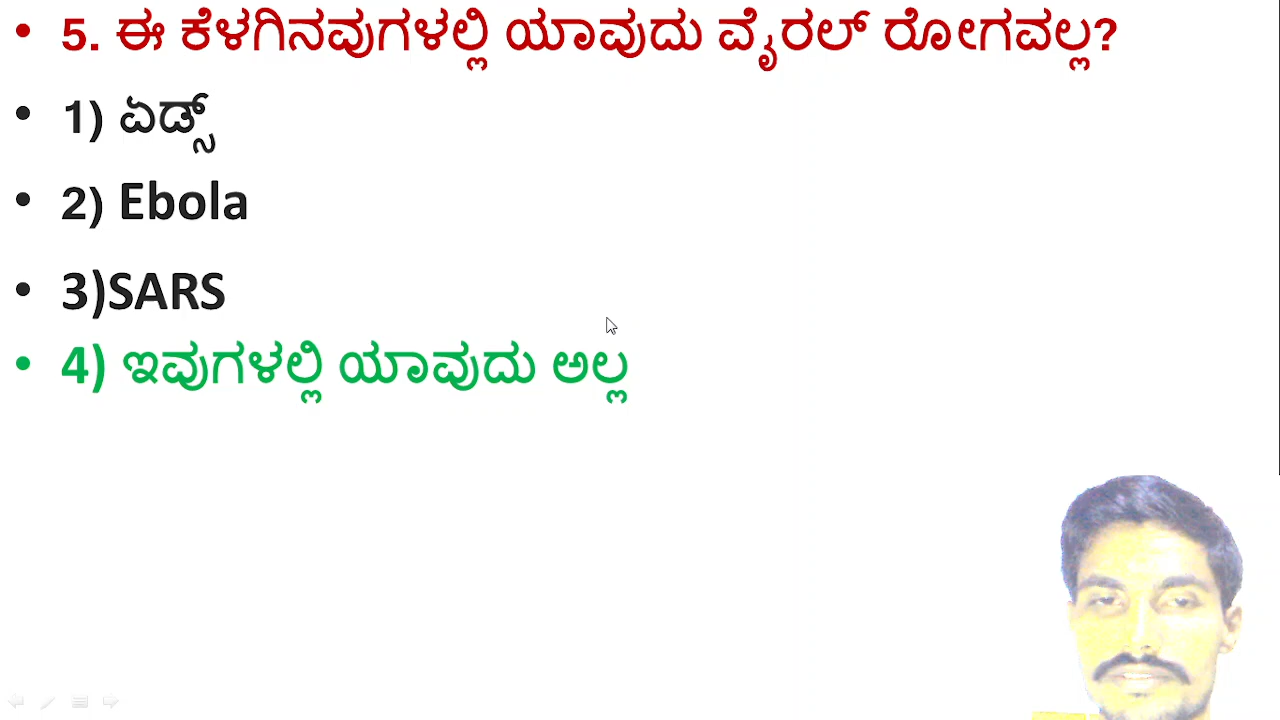 • 5. ಈ ಕೆಳಗಿನವುಗಳಲ್ಲಿ ಯಾವುದು ವೈರಲ್ ರೋಗವಲ್ಲ?
• 1) ಏಡ್ಸ್
• 2) Ebola
• 3)SARS
• 4) ಇವುಗಳಲ್ಲಿ ಯಾವುದು ಅಲ್ಲ